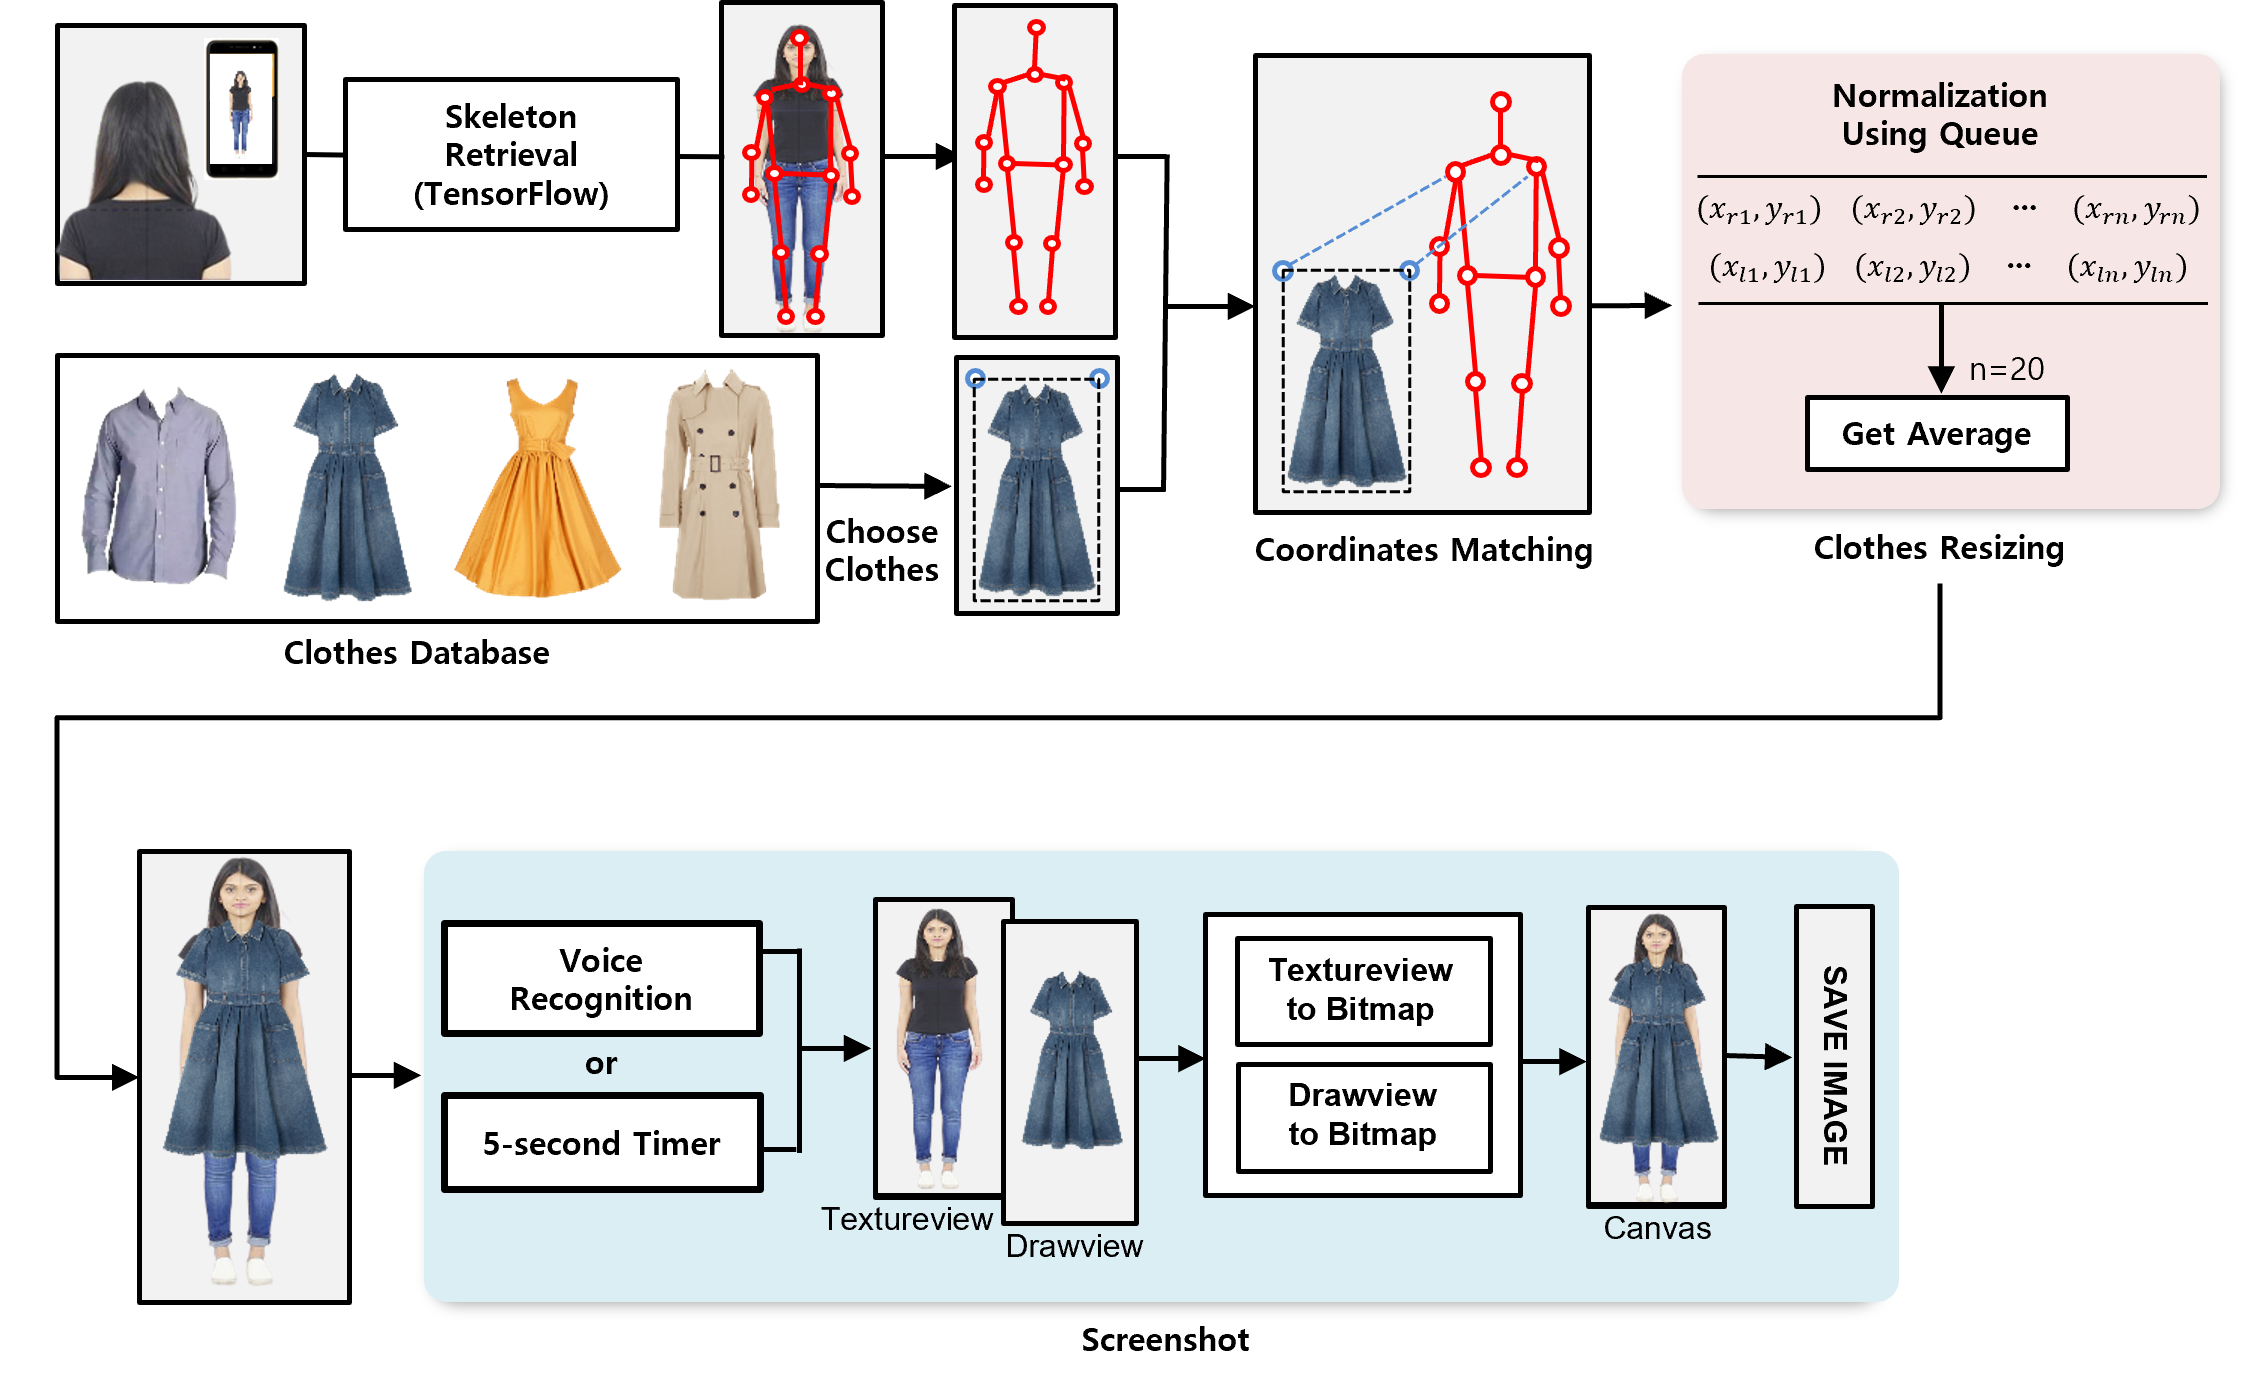 Skeleton
Retrieval
(TensorFlow)
Normalization
Using Queue
(x_{r1}, y_{r1}) (x_{r2}, y_{r2}) ··· (x_{rn}, y_{rn})
(x_{l1}, y_{l1}) (x_{l2}, y_{l2}) ··· (x_{ln}, y_{ln})
n=20
Get Average
Choose
Clothes
Coordinates Matching
Clothes Resizing
Clothes Database
Voice
Recognition
or
5-second Timer
Textureview
Drawview
Textureview
to Bitmap
Drawview
to Bitmap
Canvas
SAVE IMAGE
Screenshot